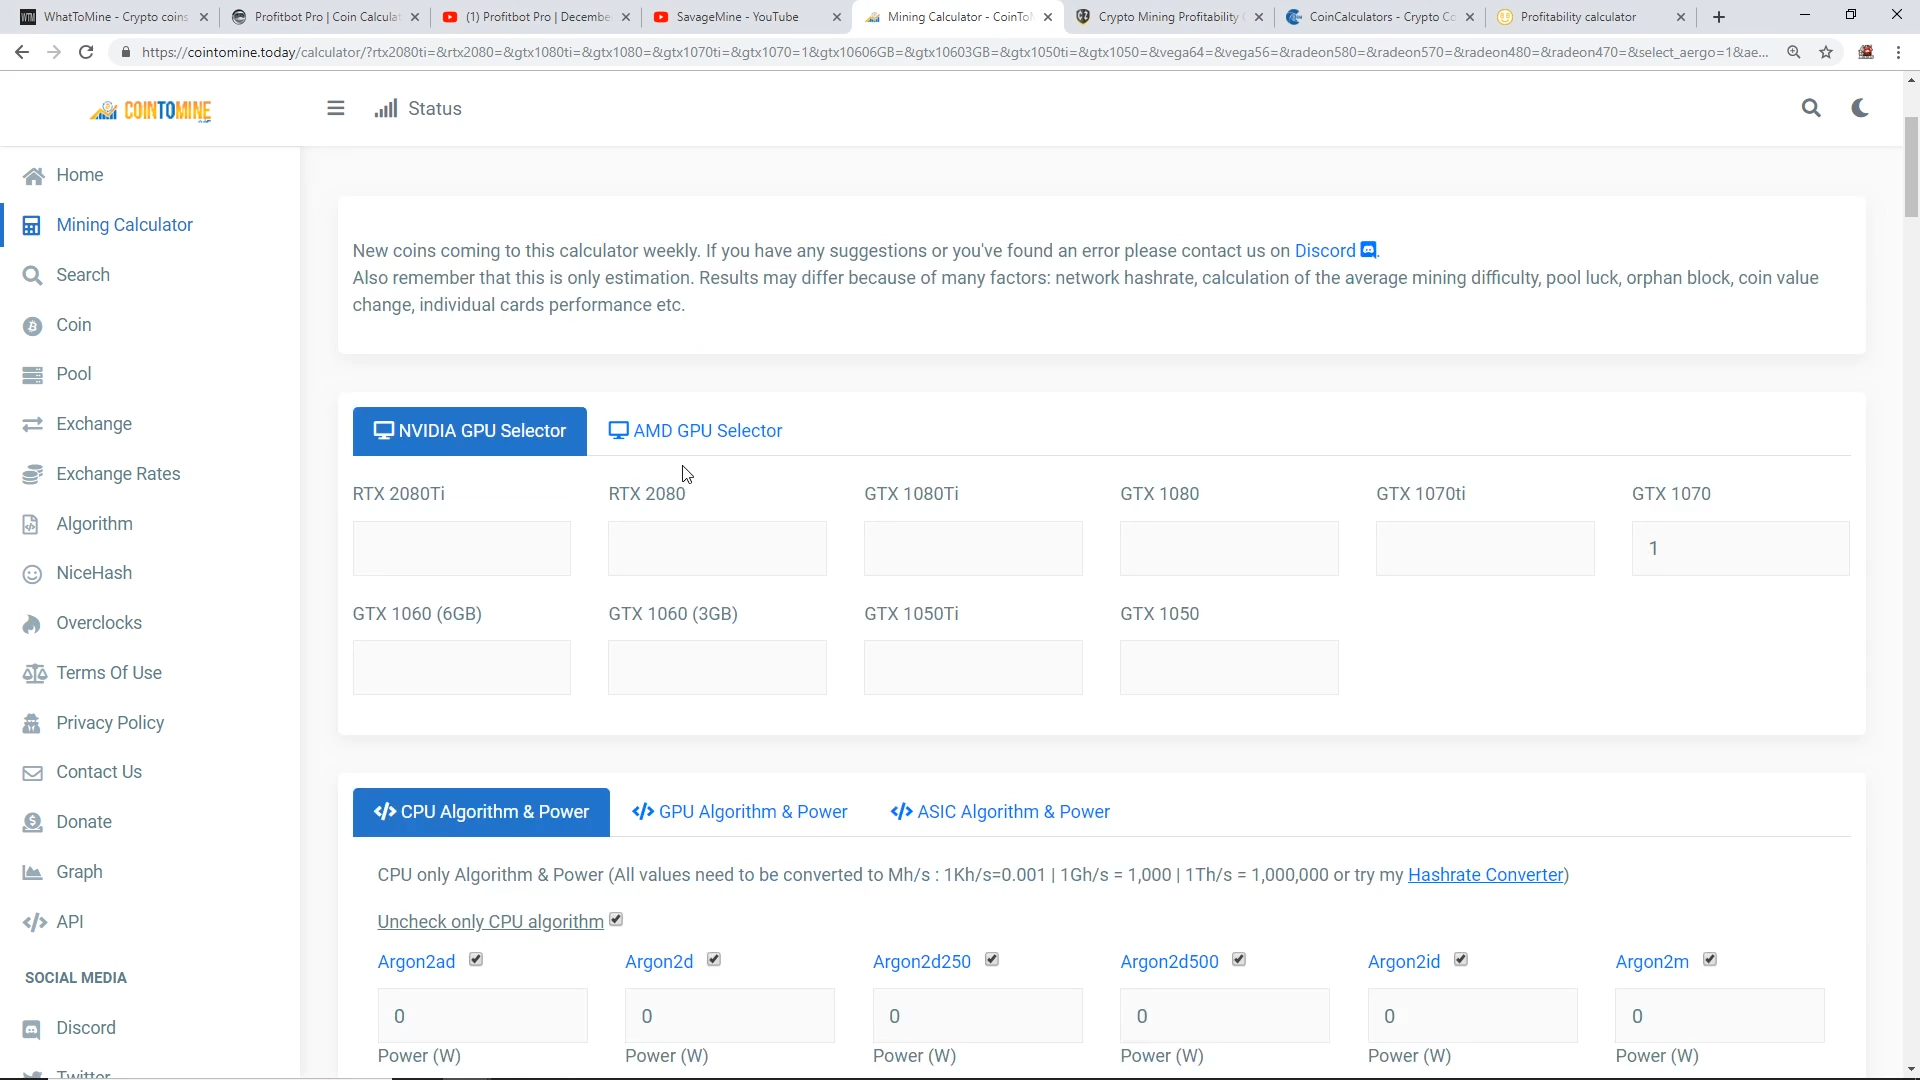 WhatToMine - Crypto coins
Profitbot Pro | Coin Calculat
(1) Profitbot Pro | Decembe
SavageMine - YouTube
Mining Calculator - CoinTo
Crypto Mining Profitability
CoinCalculators - Crypto Co
Profitability calculator
https://cointomine.today/calculator/?rtx2080ti=&rtx2080=&gtx1080ti=&gtx1080=&gtx1070ti=&gtx1070=1&gtx10606GB=&gtx10603GB=&gtx1050ti=&gtx1050=&vega64=&vega56=&radeon580=&radeon570=&radeon480=&radeon470=&select_aergo=1&ae...
COINTOMINE
Status
Home
Mining Calculator
Search
Coin
Pool
Exchange
Exchange Rates
Algorithm
NiceHash
Overclocks
Terms Of Use
Privacy Policy
Contact Us
Donate
Graph
API
SOCIAL MEDIA
Discord
Twitter
New coins coming to this calculator weekly. If you have any suggestions or you've found an error please contact us on Discord.
Also remember that this is only estimation. Results may differ because of many factors: network hashrate, calculation of the average mining difficulty, pool luck, orphan block, coin value
change, individual cards performance etc.
NVIDIA GPU Selector
AMD GPU Selector
RTX 2080Ti
RTX 2080
GTX 1080Ti
GTX 1080
GTX 1070ti
GTX 1070
1
GTX 1060 (6GB)
GTX 1060 (3GB)
GTX 1050Ti
GTX 1050
</> CPU Algorithm & Power
</> GPU Algorithm & Power
</> ASIC Algorithm & Power
CPU only Algorithm & Power (All values need to be converted to Mh/s : 1Kh/s=0.001 | 1Gh/s = 1,000 | 1Th/s = 1,000,000 or try my Hashrate Converter)
Uncheck only CPU algorithm
Argon2ad
Argon2d
Argon2d250
Argon2d500
Argon2id
Argon2m
0
0
0
0
0
0
Power (W)
Power (W)
Power (W)
Power (W)
Power (W)
Power (W)